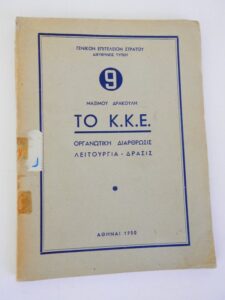 ΓΕΝΙΚΟΝ ΕΠΙΤΕΛΕΙΟΝ ΣΤΡΑΤΟΥ
ΔΙΕΥΘΥΝΣΙΣ ΤΥΠΟΥ
9
ΜΑΞΙΜΟΥ ΔΡΑΚΟΥΛΗ
ΤΟ Κ.Κ.Ε.
ΟΡΓΑΝΩΤΙΚΗ ΔΙΑΡΘΡΩΣΙΣ
ΛΕΙΤΟΥΡΓΙΑ - ΔΡΑΣΙΣ
ΑΘΗΝΑΙ 1950